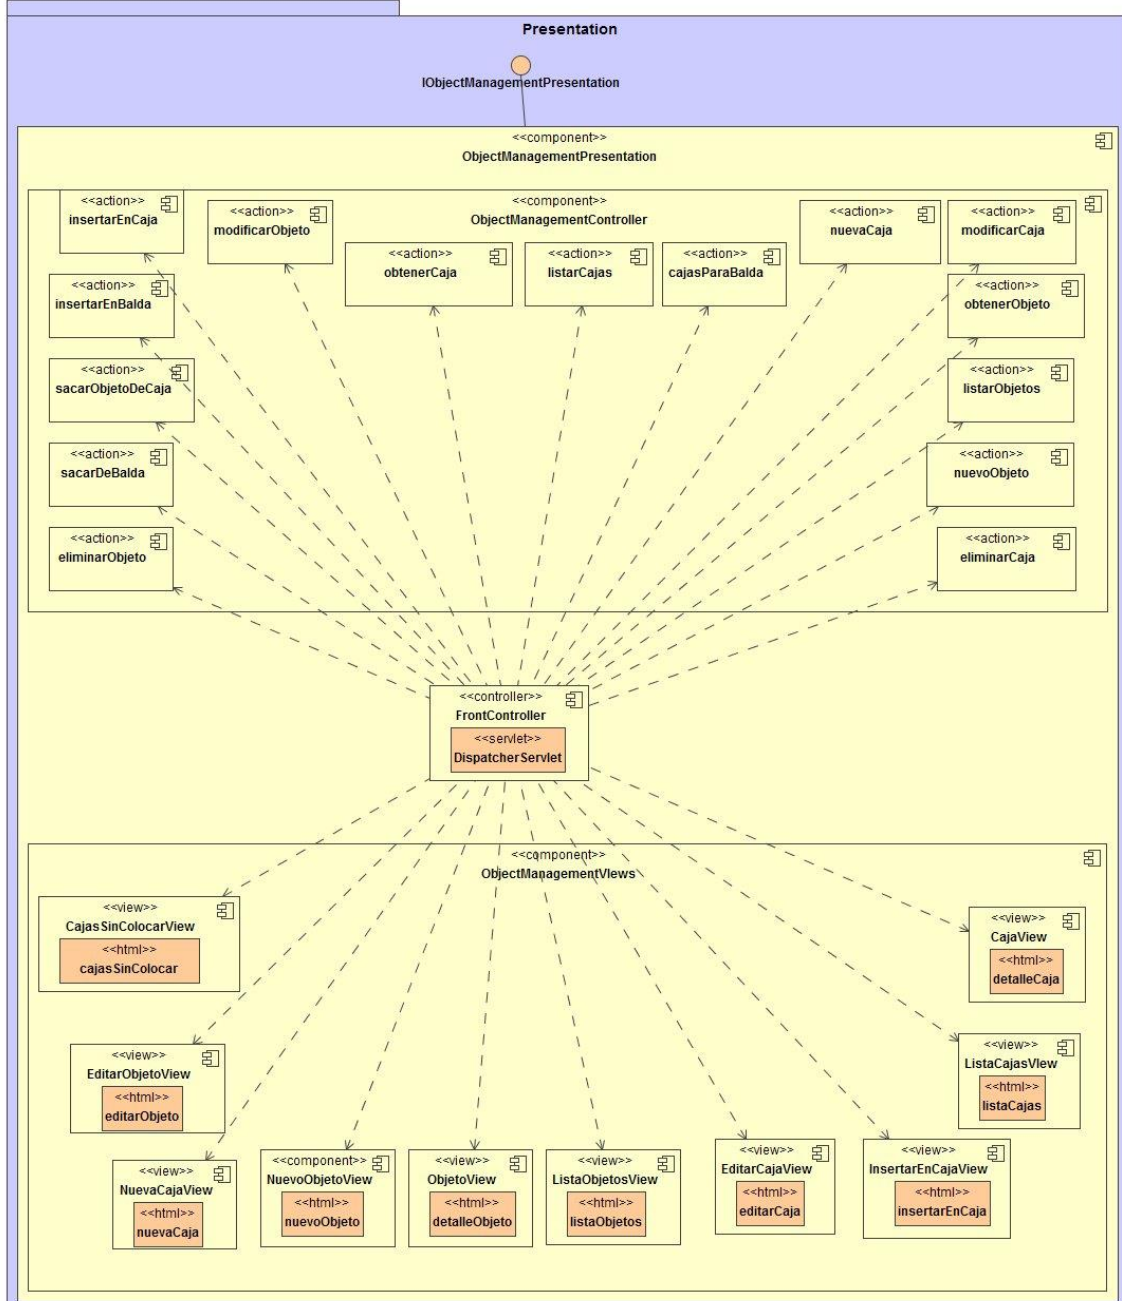 Presentation
IObjectManagementPresentation
<<component>>
ObjectManagementPresentation
<<component>>
ObjectManagementController
<<action>>
insertarEnCaja
<<action>>
modificarObjeto
<<action>>
obtenerCaja
<<action>>
listarCajas
<<action>>
cajasParaBalda
<<action>>
nuevaCaja
<<action>>
modificarCaja
<<action>>
insertarEnBalda
<<action>>
obtenerObjeto
<<action>>
sacarObjetoDeCaja
<<action>>
listarObjetos
<<action>>
sacarDeBalda
<<action>>
nuevoObjeto
<<action>>
eliminarObjeto
<<action>>
eliminarCaja
<<controller>>
FrontController
<<servlet>>
DispatcherServlet
<<component>>
ObjectManagementVIews
<<view>>
CajasSinColocarView
<<html>>
cajasSinColocar
<<view>>
CajaView
<<html>>
detalleCaja
<<view>>
EditarObjetoView
<<html>>
editarObjeto
<<view>>
ListaCajasVIew
<<html>>
listaCajas
<<view>>
NuevaCajaView
<<html>>
nuevaCaja
<<component>>
NuevoObjetoView
<<html>>
nuevoObjeto
<<view>>
ObjetoView
<<html>>
detalleObjeto
<<view>>
ListaObjetosView
<<html>>
listaObjetos
<<view>>
EditarCajaView
<<html>>
editarCaja
<<view>>
InsertarEnCajaView
<<html>>
insertarEnCaja